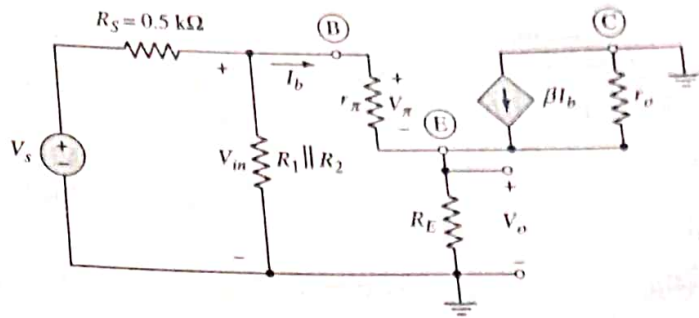 R_S = 0.5 kΩ
B
C
+
I_b
r_π
+
V_π
−
βI_b
r_o
E
V_s
+
−
V_in
R_1 ∥ R_2
+
R_E
V_o
−
−